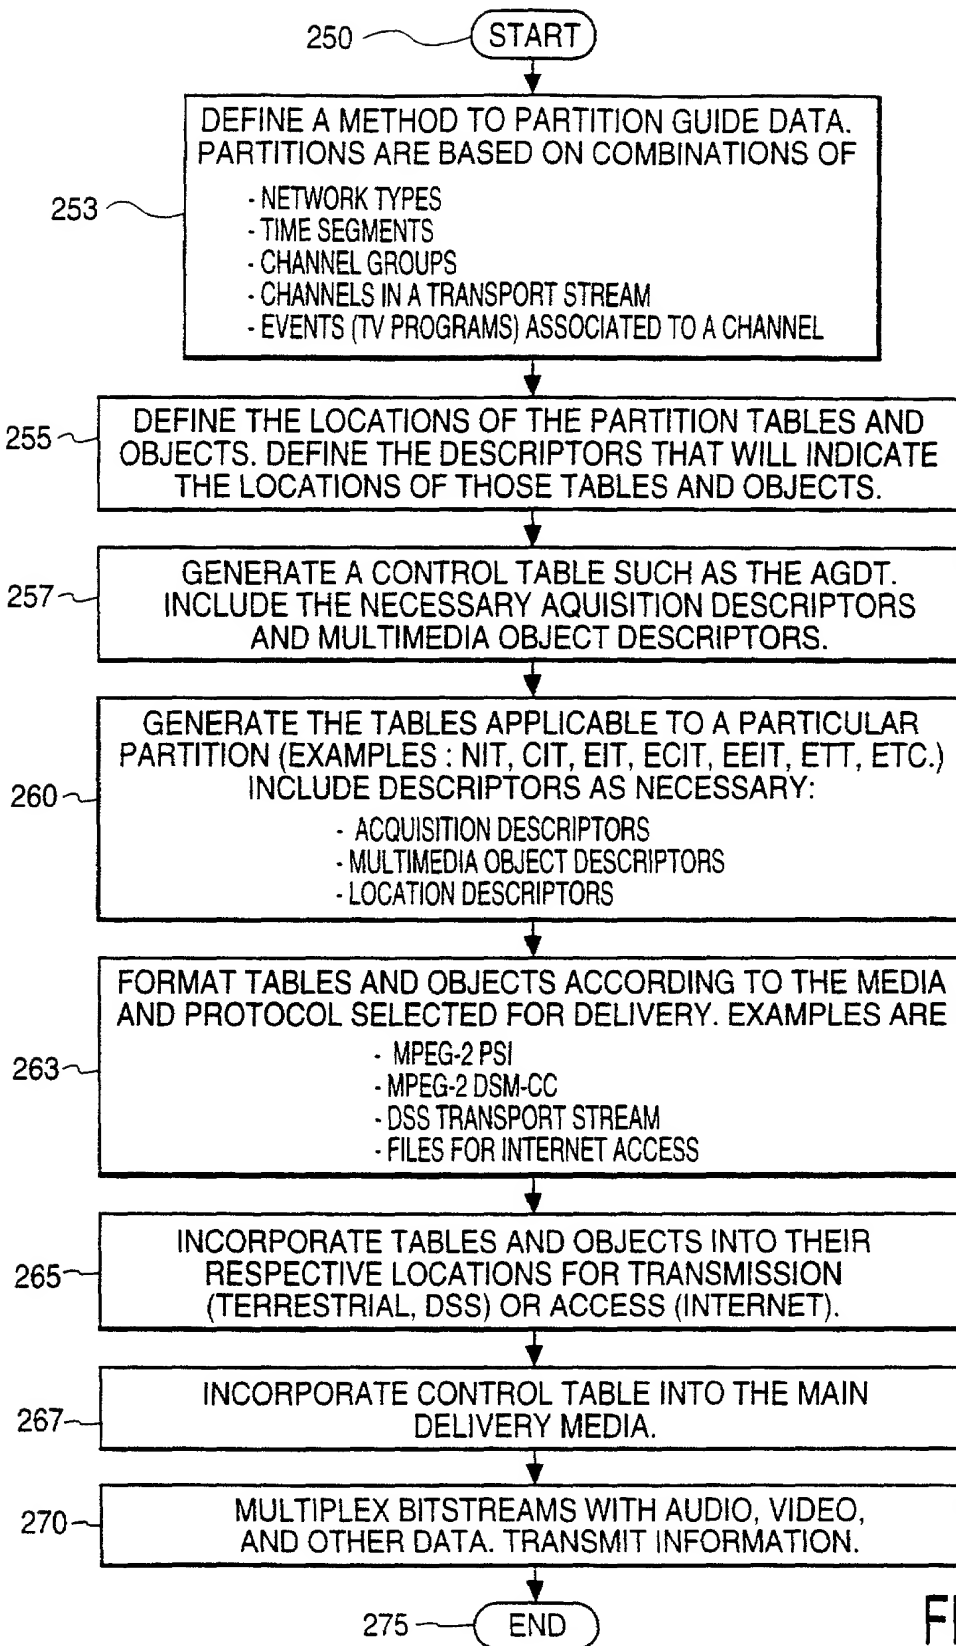 250 START
DEFINE A METHOD TO PARTITION GUIDE DATA.
PARTITIONS ARE BASED ON COMBINATIONS OF
253
- NETWORK TYPES
- TIME SEGMENTS
- CHANNEL GROUPS
- CHANNELS IN A TRANSPORT STREAM
- EVENTS (TV PROGRAMS) ASSOCIATED TO A CHANNEL
255
DEFINE THE LOCATIONS OF THE PARTITION TABLES AND
OBJECTS. DEFINE THE DESCRIPTORS THAT WILL INDICATE
THE LOCATIONS OF THOSE TABLES AND OBJECTS.
257
GENERATE A CONTROL TABLE SUCH AS THE AGDT.
INCLUDE THE NECESSARY AQUISITION DESCRIPTORS
AND MULTIMEDIA OBJECT DESCRIPTORS.
260
GENERATE THE TABLES APPLICABLE TO A PARTICULAR
PARTITION (EXAMPLES : NIT, CIT, EIT, ECIT, EEIT, ETT, ETC.)
INCLUDE DESCRIPTORS AS NECESSARY:
- ACQUISITION DESCRIPTORS
- MULTIMEDIA OBJECT DESCRIPTORS
- LOCATION DESCRIPTORS
263
FORMAT TABLES AND OBJECTS ACCORDING TO THE MEDIA
AND PROTOCOL SELECTED FOR DELIVERY. EXAMPLES ARE
- MPEG-2 PSI
- MPEG-2 DSM-CC
- DSS TRANSPORT STREAM
- FILES FOR INTERNET ACCESS
265
INCORPORATE TABLES AND OBJECTS INTO THEIR
RESPECTIVE LOCATIONS FOR TRANSMISSION
(TERRESTRIAL, DSS) OR ACCESS (INTERNET).
267
INCORPORATE CONTROL TABLE INTO THE MAIN
DELIVERY MEDIA.
270
MULTIPLEX BITSTREAMS WITH AUDIO, VIDEO,
AND OTHER DATA. TRANSMIT INFORMATION.
275 END